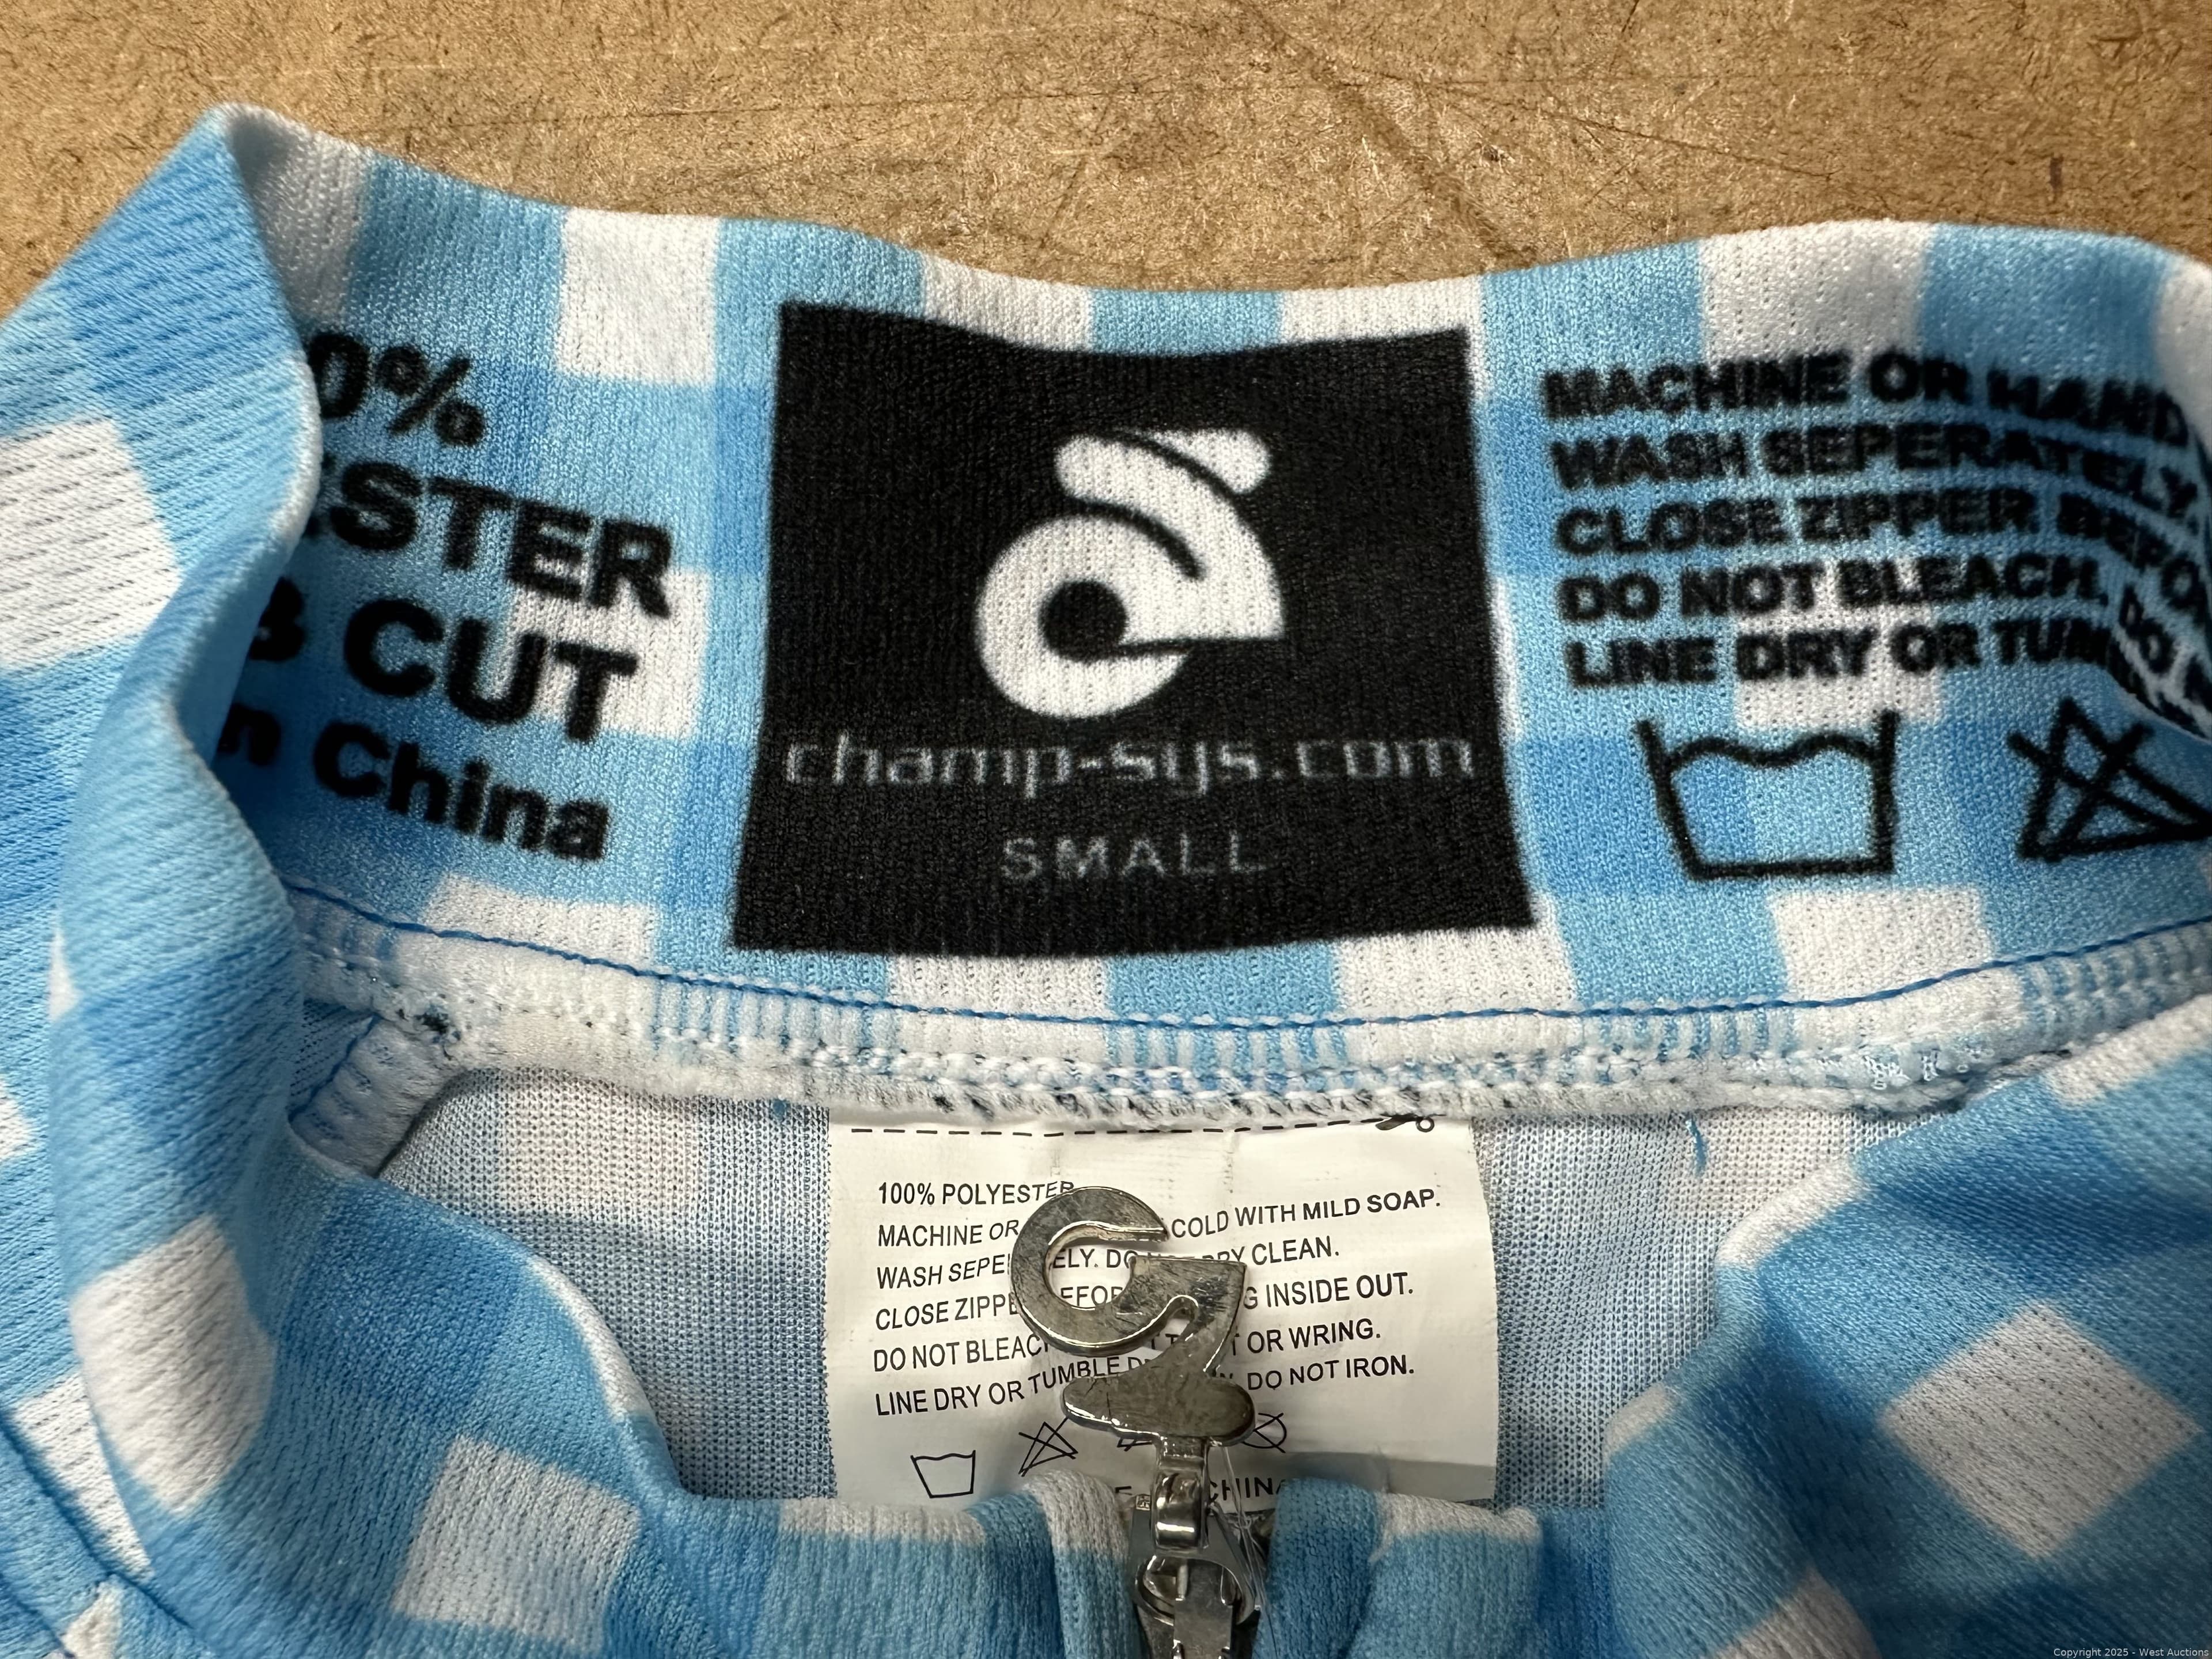 0%
STER
B CUT
n China
champ-sys.com
SMALL
MACHINE OR HAND
WASH SEPERATELY.
CLOSE ZIPPER BEFO
DO NOT BLEACH. DO
LINE DRY OR TUM
100% POLYESTER
MACHINE OR COLD WITH MILD SOAP.
WASH SEPE ELY. DO DRY CLEAN.
CLOSE ZIPPE EFOR G INSIDE OUT.
DO NOT BLEAC T OR WRING.
LINE DRY OR TUMBLE D DO NOT IRON.
CHINA
Copyright 2025 - West Auctions